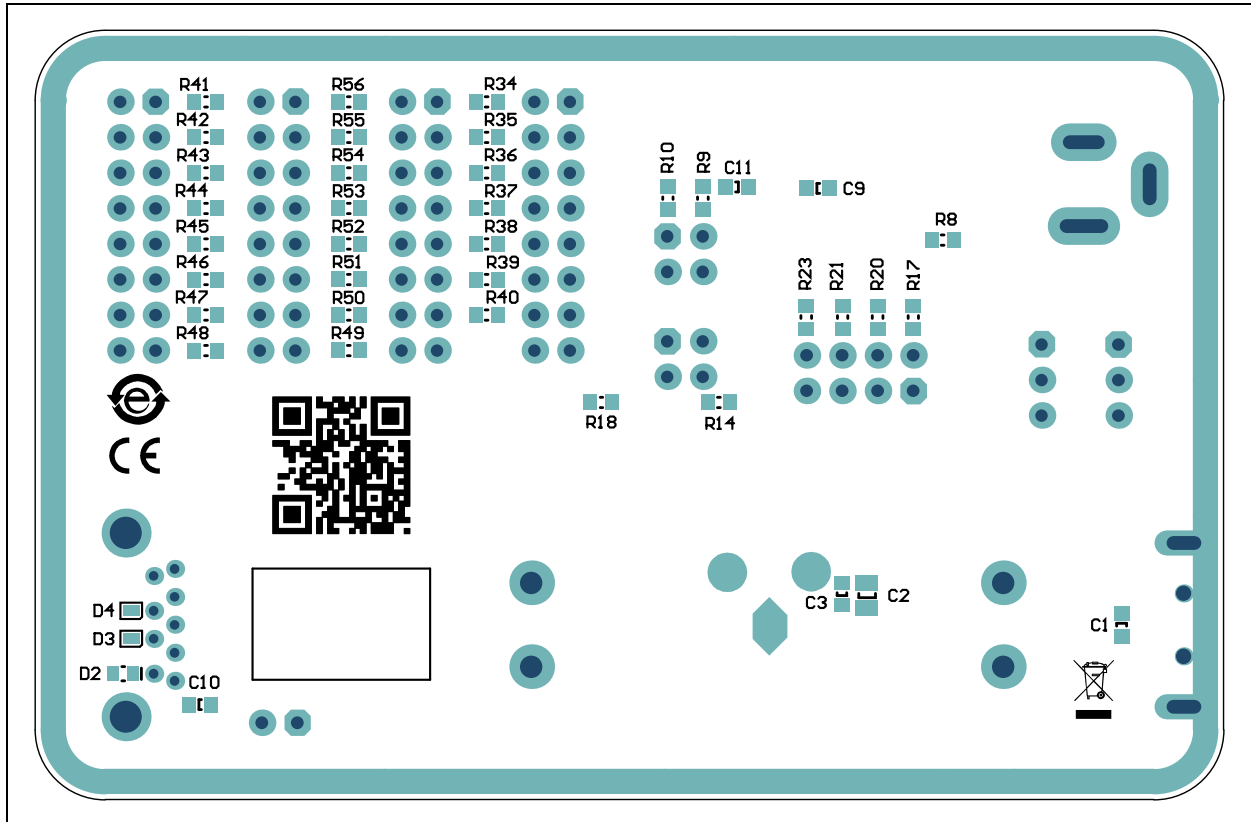 R41 R56 R34
R42 R55 R35
R43 R54 R36
R44 R53 R37
R45 R52 R38
R46 R51 R39
R47 R50 R40
R48 R49
R10 R9 C11 C9
R8
R23 R21 R20 R17
R18 R14
e
CE
D4
D3
D2
C10
C3 C2
C1